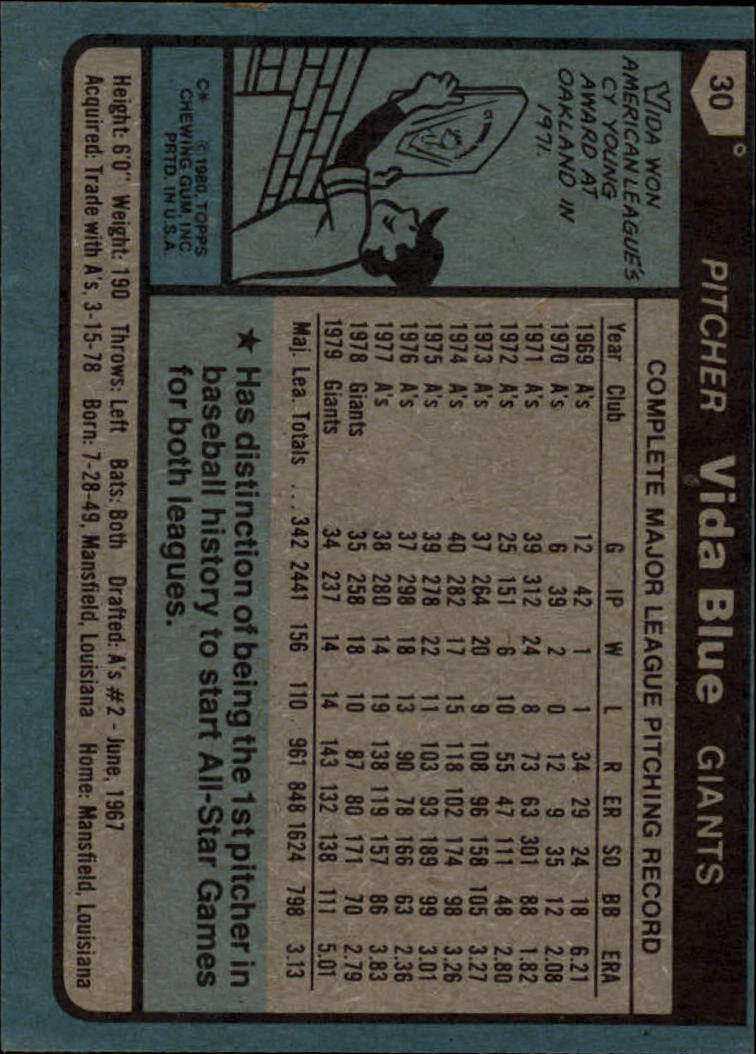 30
PITCHER Vida Blue GIANTS
VIDA WON
AMERICAN LEAGUE'S
CY YOUNG
AWARD AT
OAKLAND IN
1971.
C* © 1980 TOPPS
CHEWING GUM, INC.
PRTD. IN U.S.A.
COMPLETE MAJOR LEAGUE PITCHING RECORD
Year Club G IP W L R ER SO BB ERA
1969 A's 12 42 1 1 34 29 24 18 6.21
1970 A's 6 39 2 0 12 9 35 12 2.08
1971 A's 39 312 24 8 73 63 301 88 1.82
1972 A's 25 151 6 10 55 47 111 48 2.80
1973 A's 37 264 20 9 108 96 158 105 3.27
1974 A's 40 282 17 15 118 102 174 98 3.26
1975 A's 39 278 22 11 103 93 189 99 3.01
1976 A's 37 298 18 13 90 78 166 63 2.36
1977 A's 38 280 14 19 138 119 157 86 3.83
1978 Giants 35 258 18 10 87 80 171 70 2.79
1979 Giants 34 237 14 14 143 132 138 111 5.01
Maj. Lea. Totals ... 342 2441 156 110 961 848 1624 798 3.13
★ Has distinction of being the 1st pitcher in
baseball history to start All-Star Games
for both leagues.
Height: 6'0" Weight: 190 Throws: Left Bats: Both Drafted: A's #2 - June, 1967
Acquired: Trade with A's, 3-15-78 Born: 7-28-49, Mansfield, Louisiana Home: Mansfield, Louisiana